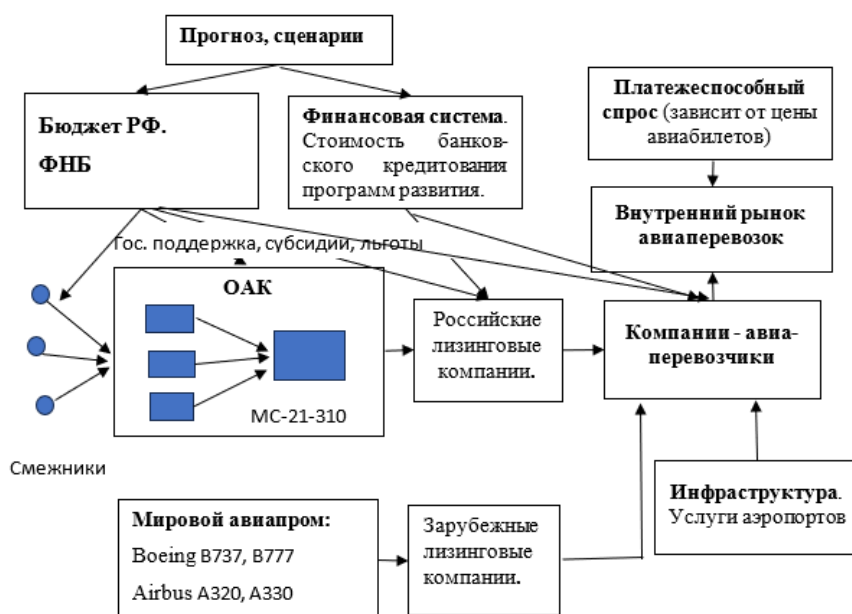 Прогноз, сценарии
Бюджет РФ.
ФНБ
Финансовая система.
Стоимость банков-
ского кредитования
программ развития.
Платежеспособный
спрос (зависит от цены
авиабилетов)
Внутренний рынок
авиаперевозок
Гос. поддержка, субсидии, льготы
ОАК
МС-21-310
Российские
лизинговые
компании.
Компании - авиа-
перевозчики
Смежники
Инфраструктура.
Услуги аэропортов
Мировой авиапром:
Boeing B737, B777
Airbus A320, A330
Зарубежные
лизинговые
компании.